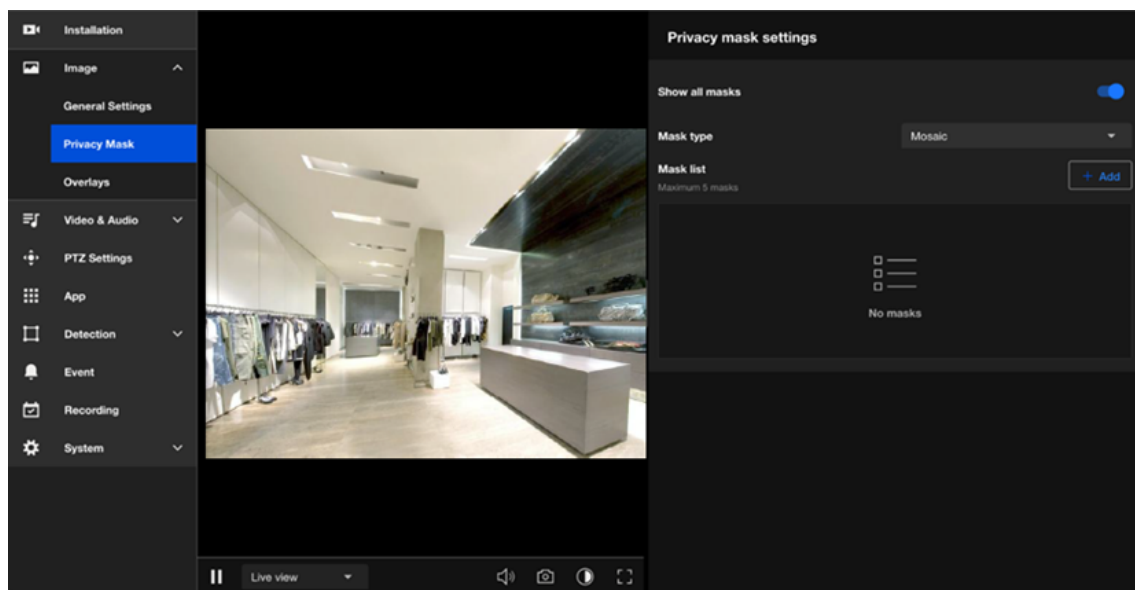 Installation
Image
General Settings
Privacy Mask
Overlays
Video & Audio
PTZ Settings
App
Detection
Event
Recording
System
Live view
Privacy mask settings
Show all masks
Mask type
Mosaic
Mask list
Maximum 5 masks
+ Add
No masks